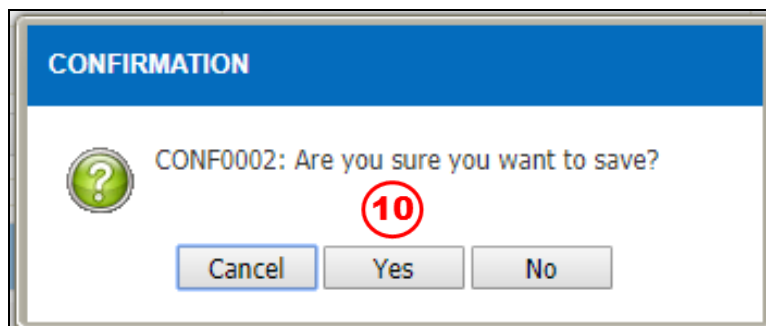 CONFIRMATION
CONF0002: Are you sure you want to save?
10
Cancel Yes No